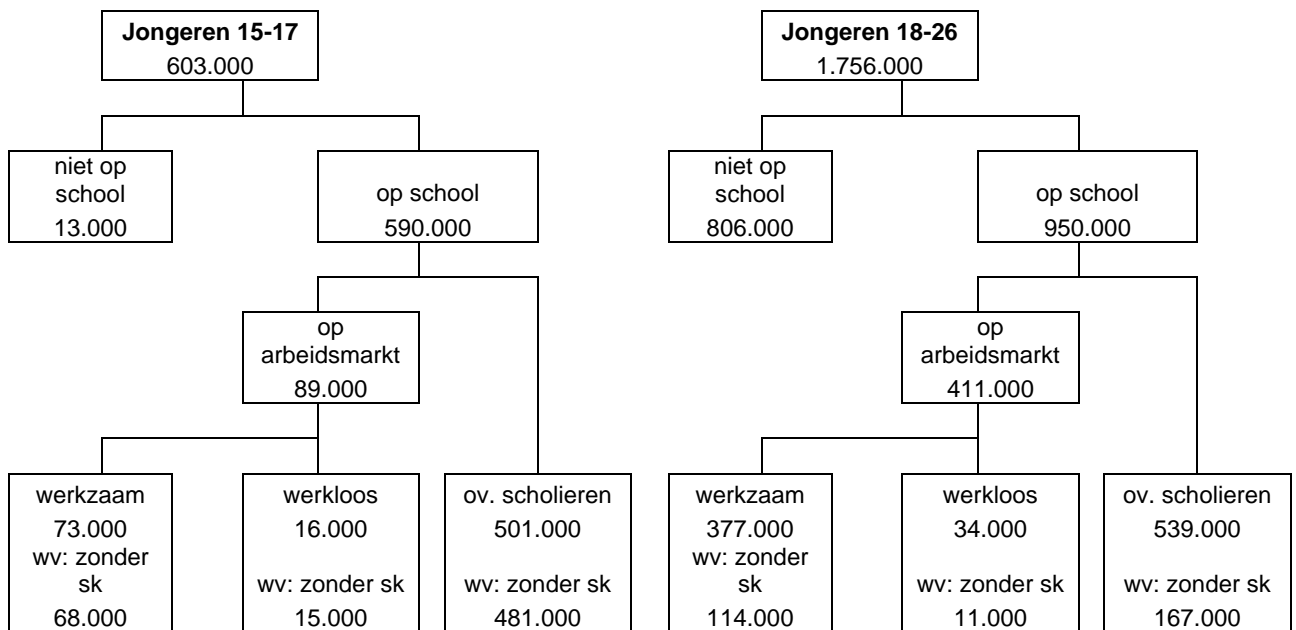 Jongeren 15-17
603.000
niet op
school
13.000
op school
590.000
op
arbeidsmarkt
89.000
werkzaam
73.000
wv: zonder
sk
68.000
werkloos
16.000
wv: zonder sk
15.000
ov. scholieren
501.000
wv: zonder sk
481.000
Jongeren 18-26
1.756.000
niet op
school
806.000
op school
950.000
op
arbeidsmarkt
411.000
werkzaam
377.000
wv: zonder
sk
114.000
werkloos
34.000
wv: zonder sk
11.000
ov. scholieren
539.000
wv: zonder sk
167.000